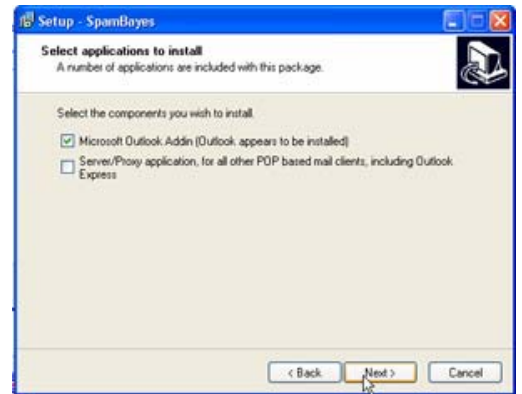 Setup - SpamBayes
Select applications to install
A number of applications are included with this package.
Select the components you wish to install.
Microsoft Outlook Addin (Outlook appears to be installed)
Server/Proxy application, for all other POP based mail clients, including Outlook
Express
< Back
Next >
Cancel